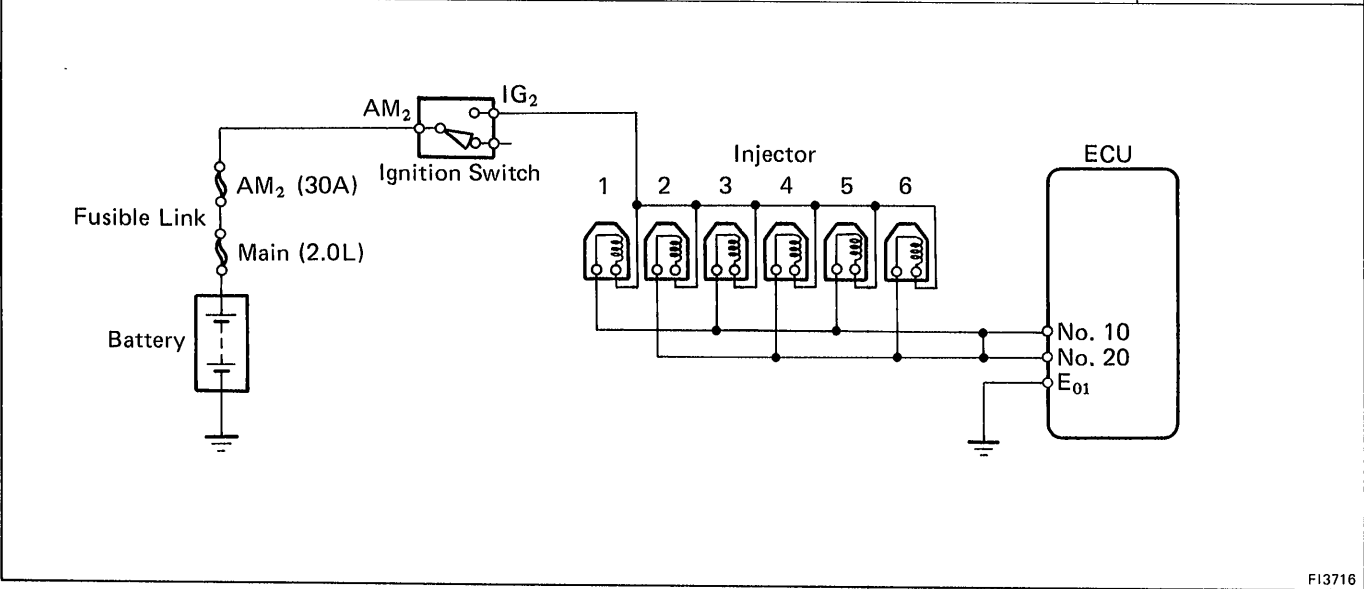 AM₂
IG₂
Ignition Switch
AM₂ (30A)
Fusible Link
Main (2.0L)
Battery
Injector
1 2 3 4 5 6
ECU
No. 10
No. 20
E₀₁
FI3716